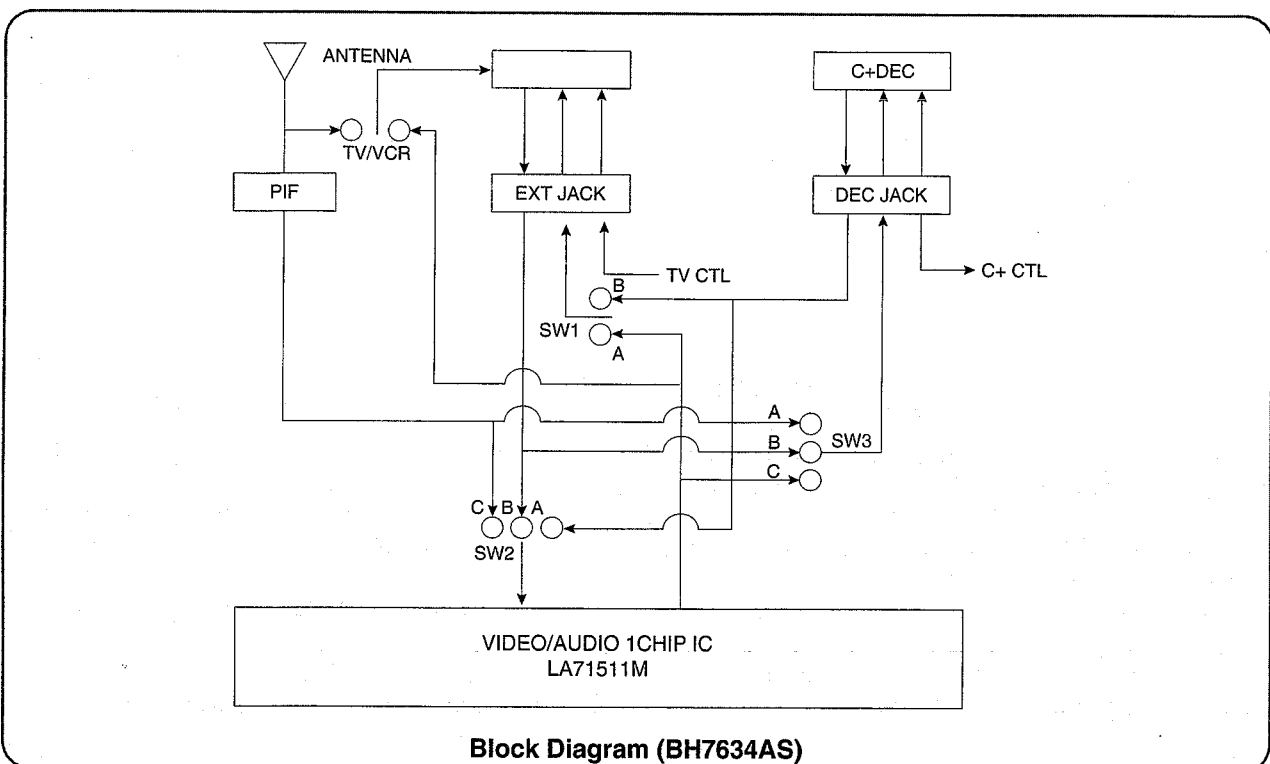 ANTENNA
C+DEC
TV/VCR
PIF
EXT JACK
DEC JACK
TV CTL
C+ CTL
B
SW1
A
A
B
SW3
C
C B A
SW2
VIDEO/AUDIO 1CHIP IC
LA71511M
Block Diagram (BH7634AS)